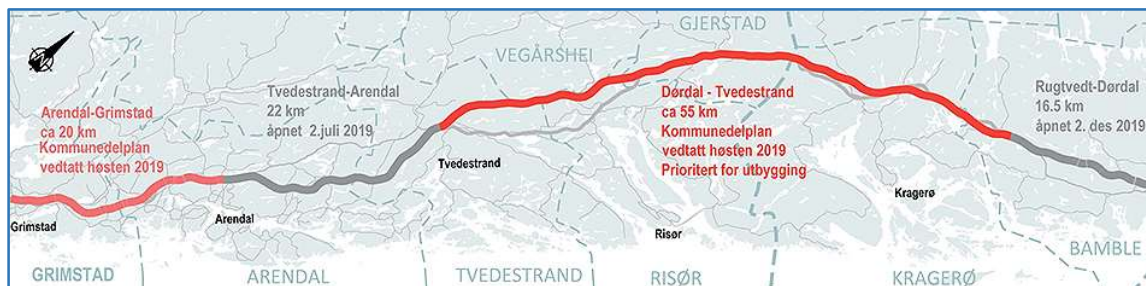 GJERSTAD
VEGÅRSHEI
Arendal-Grimstad
ca 20 km
Kommunedelplan
vedtatt høsten 2019
Tvedestrand-Arendal
22 km
åpnet 2.juli 2019
Dørdal - Tvedestrand
ca 55 km
Kommunedelplan
vedtatt høsten 2019
Prioritert for utbygging
Rugtvedt-Dørdal
16.5 km
åpnet 2. des 2019
Grimstad
Arendal
Tvedestrand
Risør
Kragerø
GRIMSTAD
ARENDAL
TVEDESTRAND
RISØR
KRAGERØ
BAMBLE